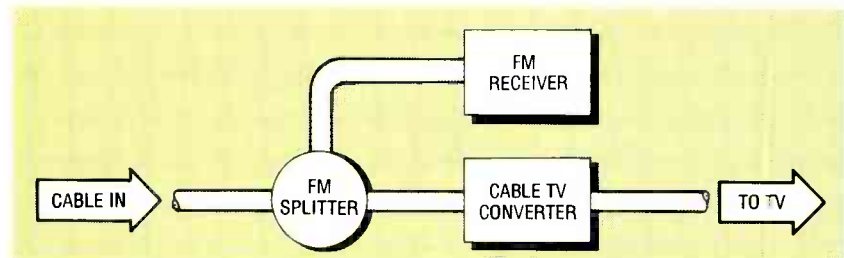 FM
RECEIVER
CABLE IN
FM
SPLITTER
CABLE TV
CONVERTER
TO TV